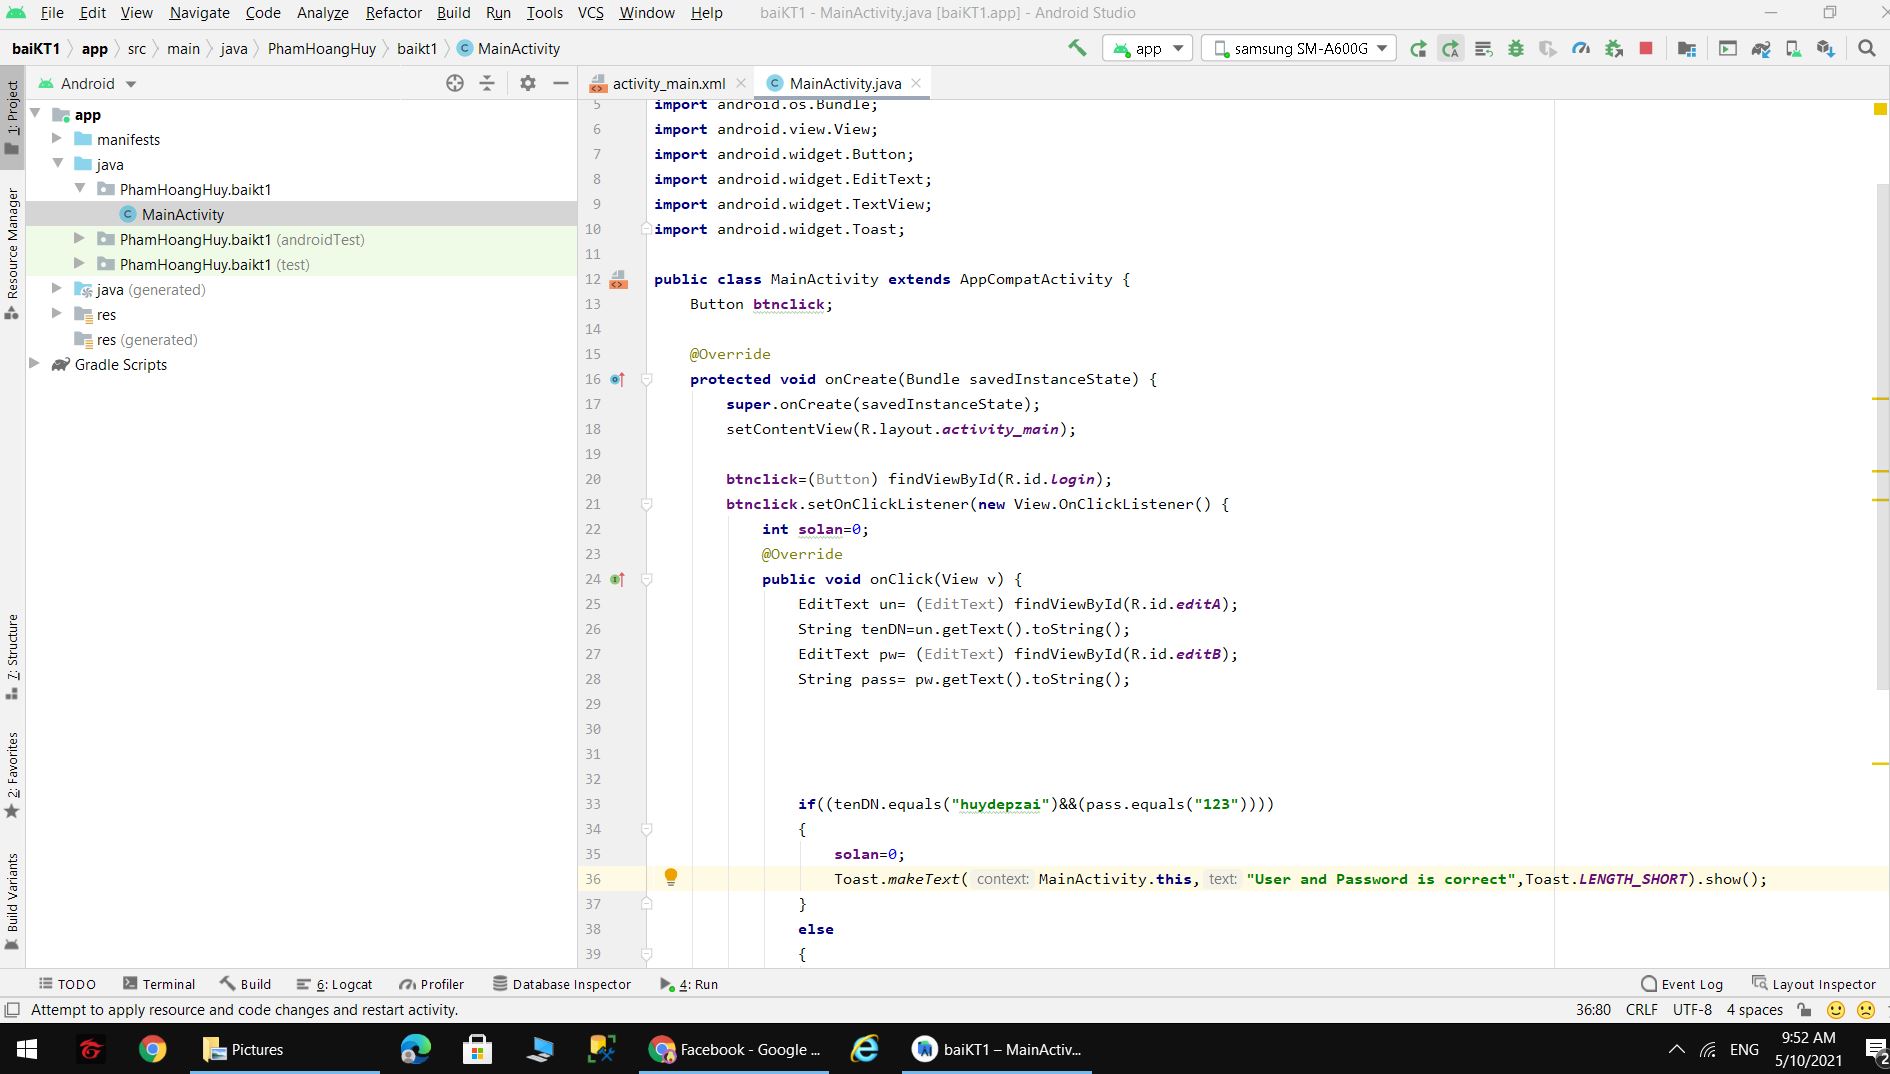 File Edit View Navigate Code Analyze Refactor Build Run Tools VCS Window Help baiKT1 - MainActivity.java [baiKT1.app] - Android Studio
baiKT1 app src main java PhamHoangHuy baikt1 MainActivity app samsung SM-A600G
Android activity_main.xml MainActivity.java
1: Project
Resource Manager
7: Structure
2: Favorites
Build Variants
app
manifests
java
PhamHoangHuy.baikt1
MainActivity
PhamHoangHuy.baikt1 (androidTest)
PhamHoangHuy.baikt1 (test)
java (generated)
res
res (generated)
Gradle Scripts
5 import android.os.Bundle;
6 import android.view.View;
7 import android.widget.Button;
8 import android.widget.EditText;
9 import android.widget.TextView;
10 import android.widget.Toast;
11
12 public class MainActivity extends AppCompatActivity {
13 Button btnclick;
14
15 @Override
16 protected void onCreate(Bundle savedInstanceState) {
17 super.onCreate(savedInstanceState);
18 setContentView(R.layout.activity_main);
19
20 btnclick=(Button) findViewById(R.id.login);
21 btnclick.setOnClickListener(new View.OnClickListener() {
22 int solan=0;
23 @Override
24 public void onClick(View v) {
25 EditText un= (EditText) findViewById(R.id.editA);
26 String tenDN=un.getText().toString();
27 EditText pw= (EditText) findViewById(R.id.editB);
28 String pass= pw.getText().toString();
29
30
31
32
33 if((tenDN.equals("huydepzai")&&(pass.equals("123"))))
34 {
35 solan=0;
36 Toast.makeText( context: MainActivity.this, text: "User and Password is correct",Toast.LENGTH_SHORT).show();
37 }
38 else
39 {
TODO Terminal Build 6: Logcat Profiler Database Inspector 4: Run Event Log Layout Inspector
Attempt to apply resource and code changes and restart activity. 36:80 CRLF UTF-8 4 spaces
Pictures Facebook - Google ... baiKT1 – MainActiv... ENG 9:52 AM
5/10/2021 2